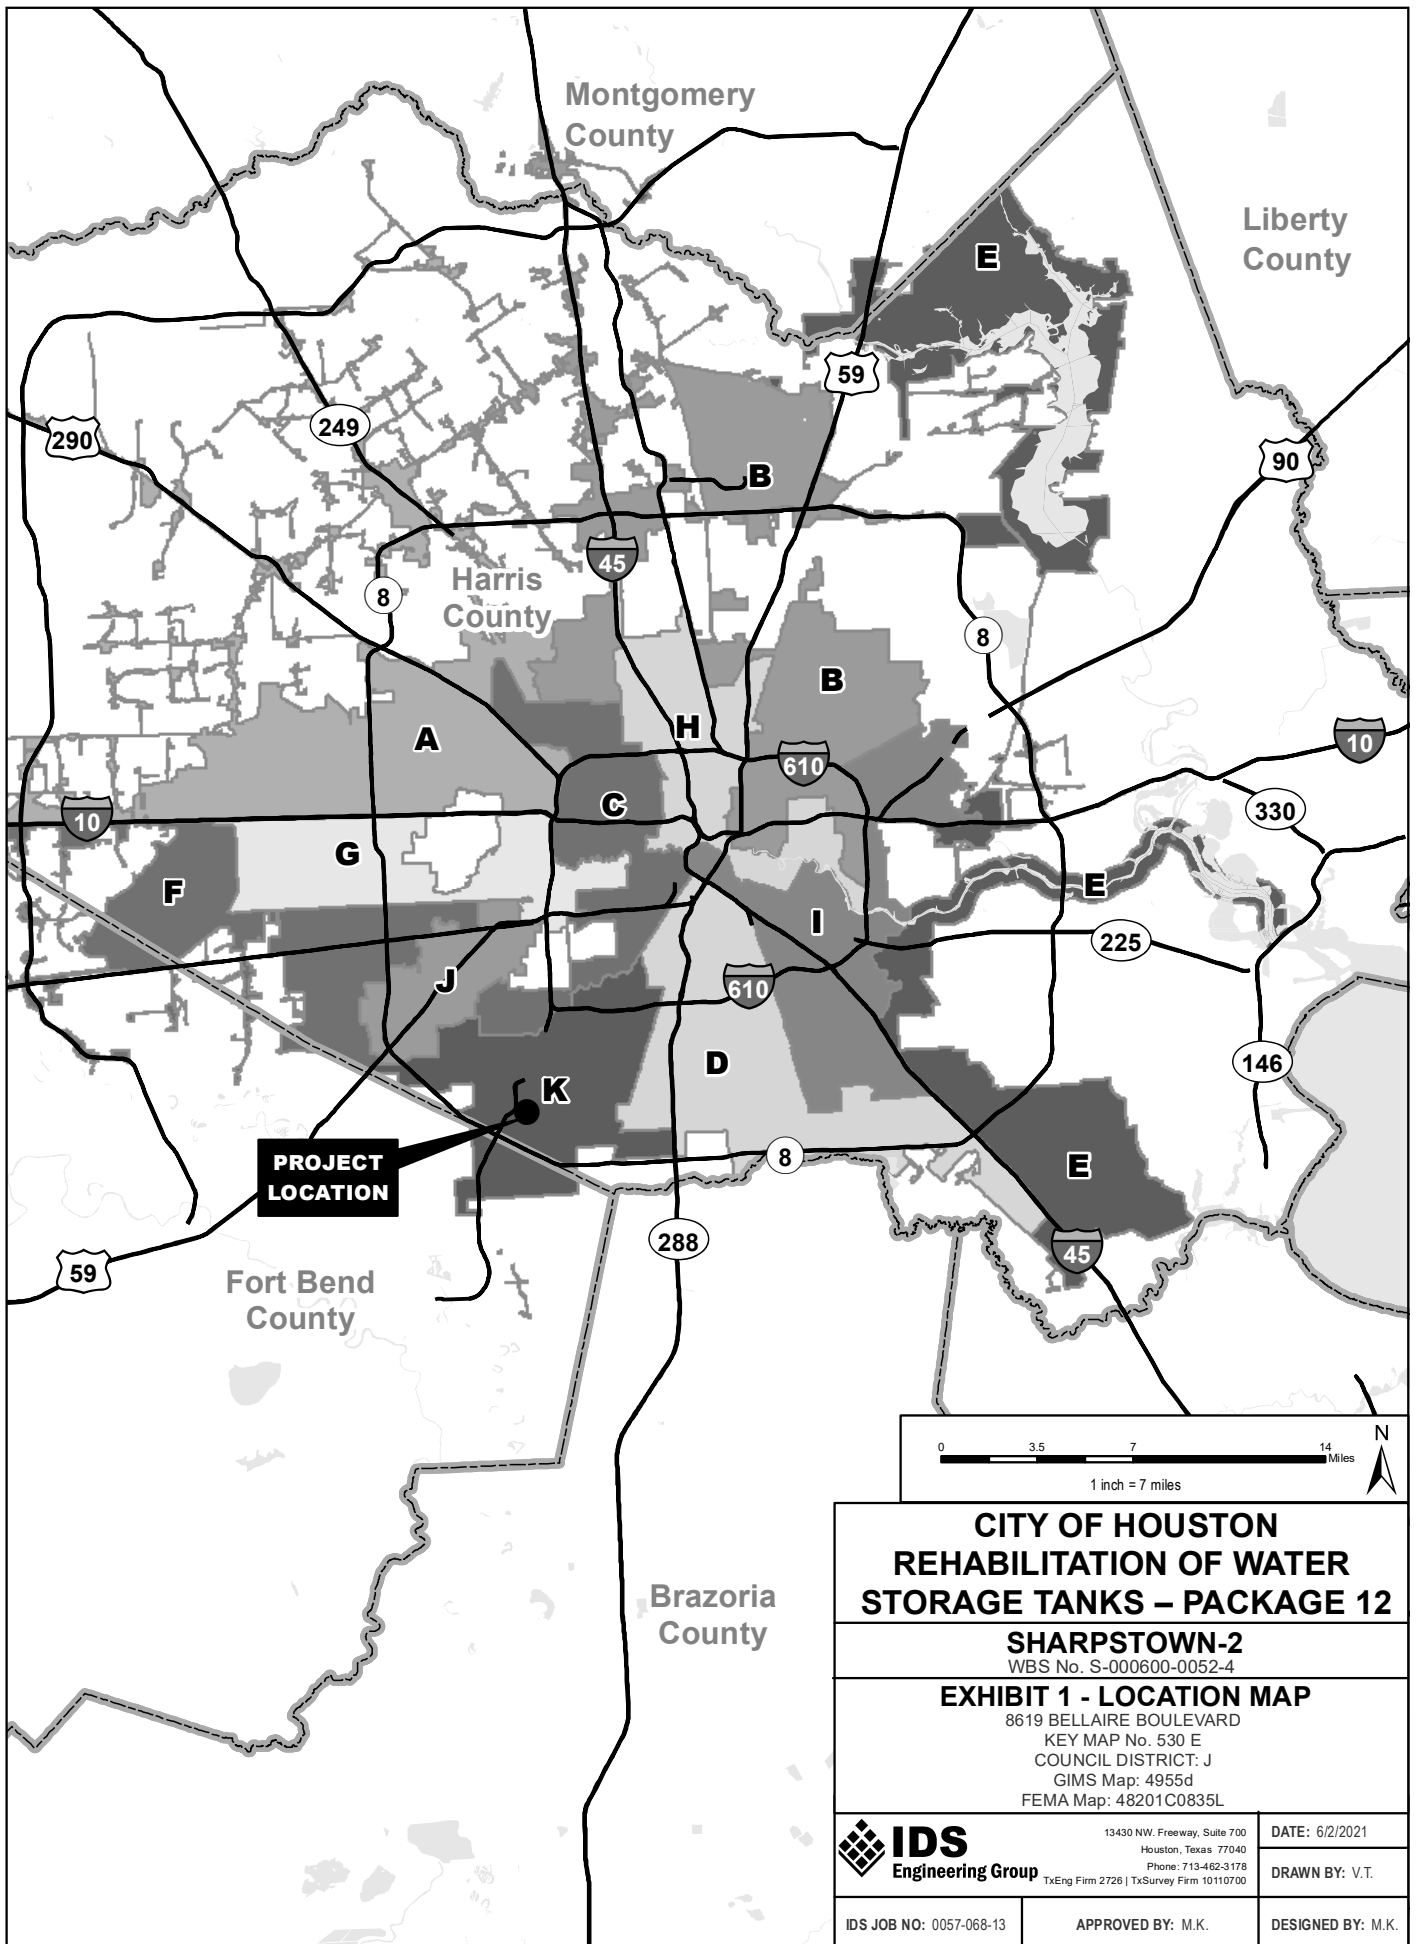 Montgomery
County
Liberty
County
E
59
290
249
90
B
45
Harris
County
8
8
B
H
A
610
10
C
10
330
G
F
E
I
225
J
610
D
K
146
PROJECT
LOCATION
8
E
288
45
59
Fort Bend
County
0 3.5 7 14
Miles
1 inch = 7 miles
N
CITY OF HOUSTON
REHABILITATION OF WATER
STORAGE TANKS – PACKAGE 12
Brazoria
County
SHARPSTOWN-2
WBS No. S-000600-0052-4
EXHIBIT 1 - LOCATION MAP
8619 BELLAIRE BOULEVARD
KEY MAP No. 530 E
COUNCIL DISTRICT: J
GIMS Map: 4955d
FEMA Map: 48201C0835L
IDS
Engineering Group
13430 NW. Freeway, Suite 700
Houston, Texas 77040
Phone: 713-462-3178
TxEng Firm 2726 | TxSurvey Firm 10110700
DATE: 6/2/2021
DRAWN BY: V.T.
IDS JOB NO: 0057-068-13
APPROVED BY: M.K.
DESIGNED BY: M.K.